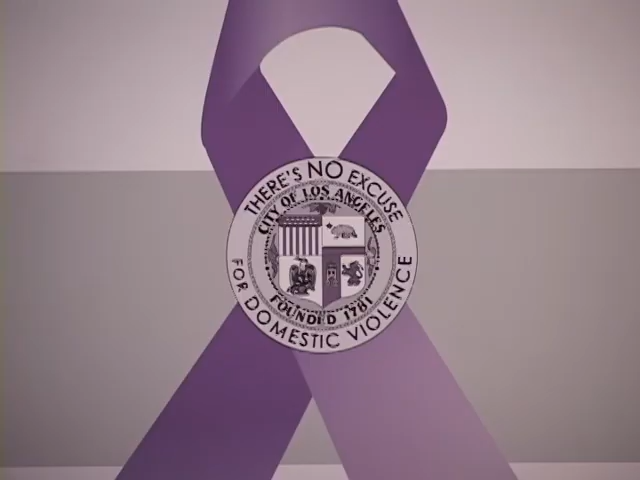 THERE'S NO EXCUSE
FOR DOMESTIC VIOLENCE
CITY OF LOS ANGELES
FOUNDED 1781